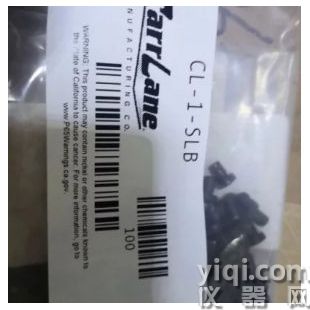 CarrLane
MANUFACTURING CO.
CL-1-SLB
WARNING: This product may contain nickel or other chemicals known to
the State of California to cause cancer. For more information, go to
www.P65Warnings.ca.gov.
100
yiqi.com
仪器网